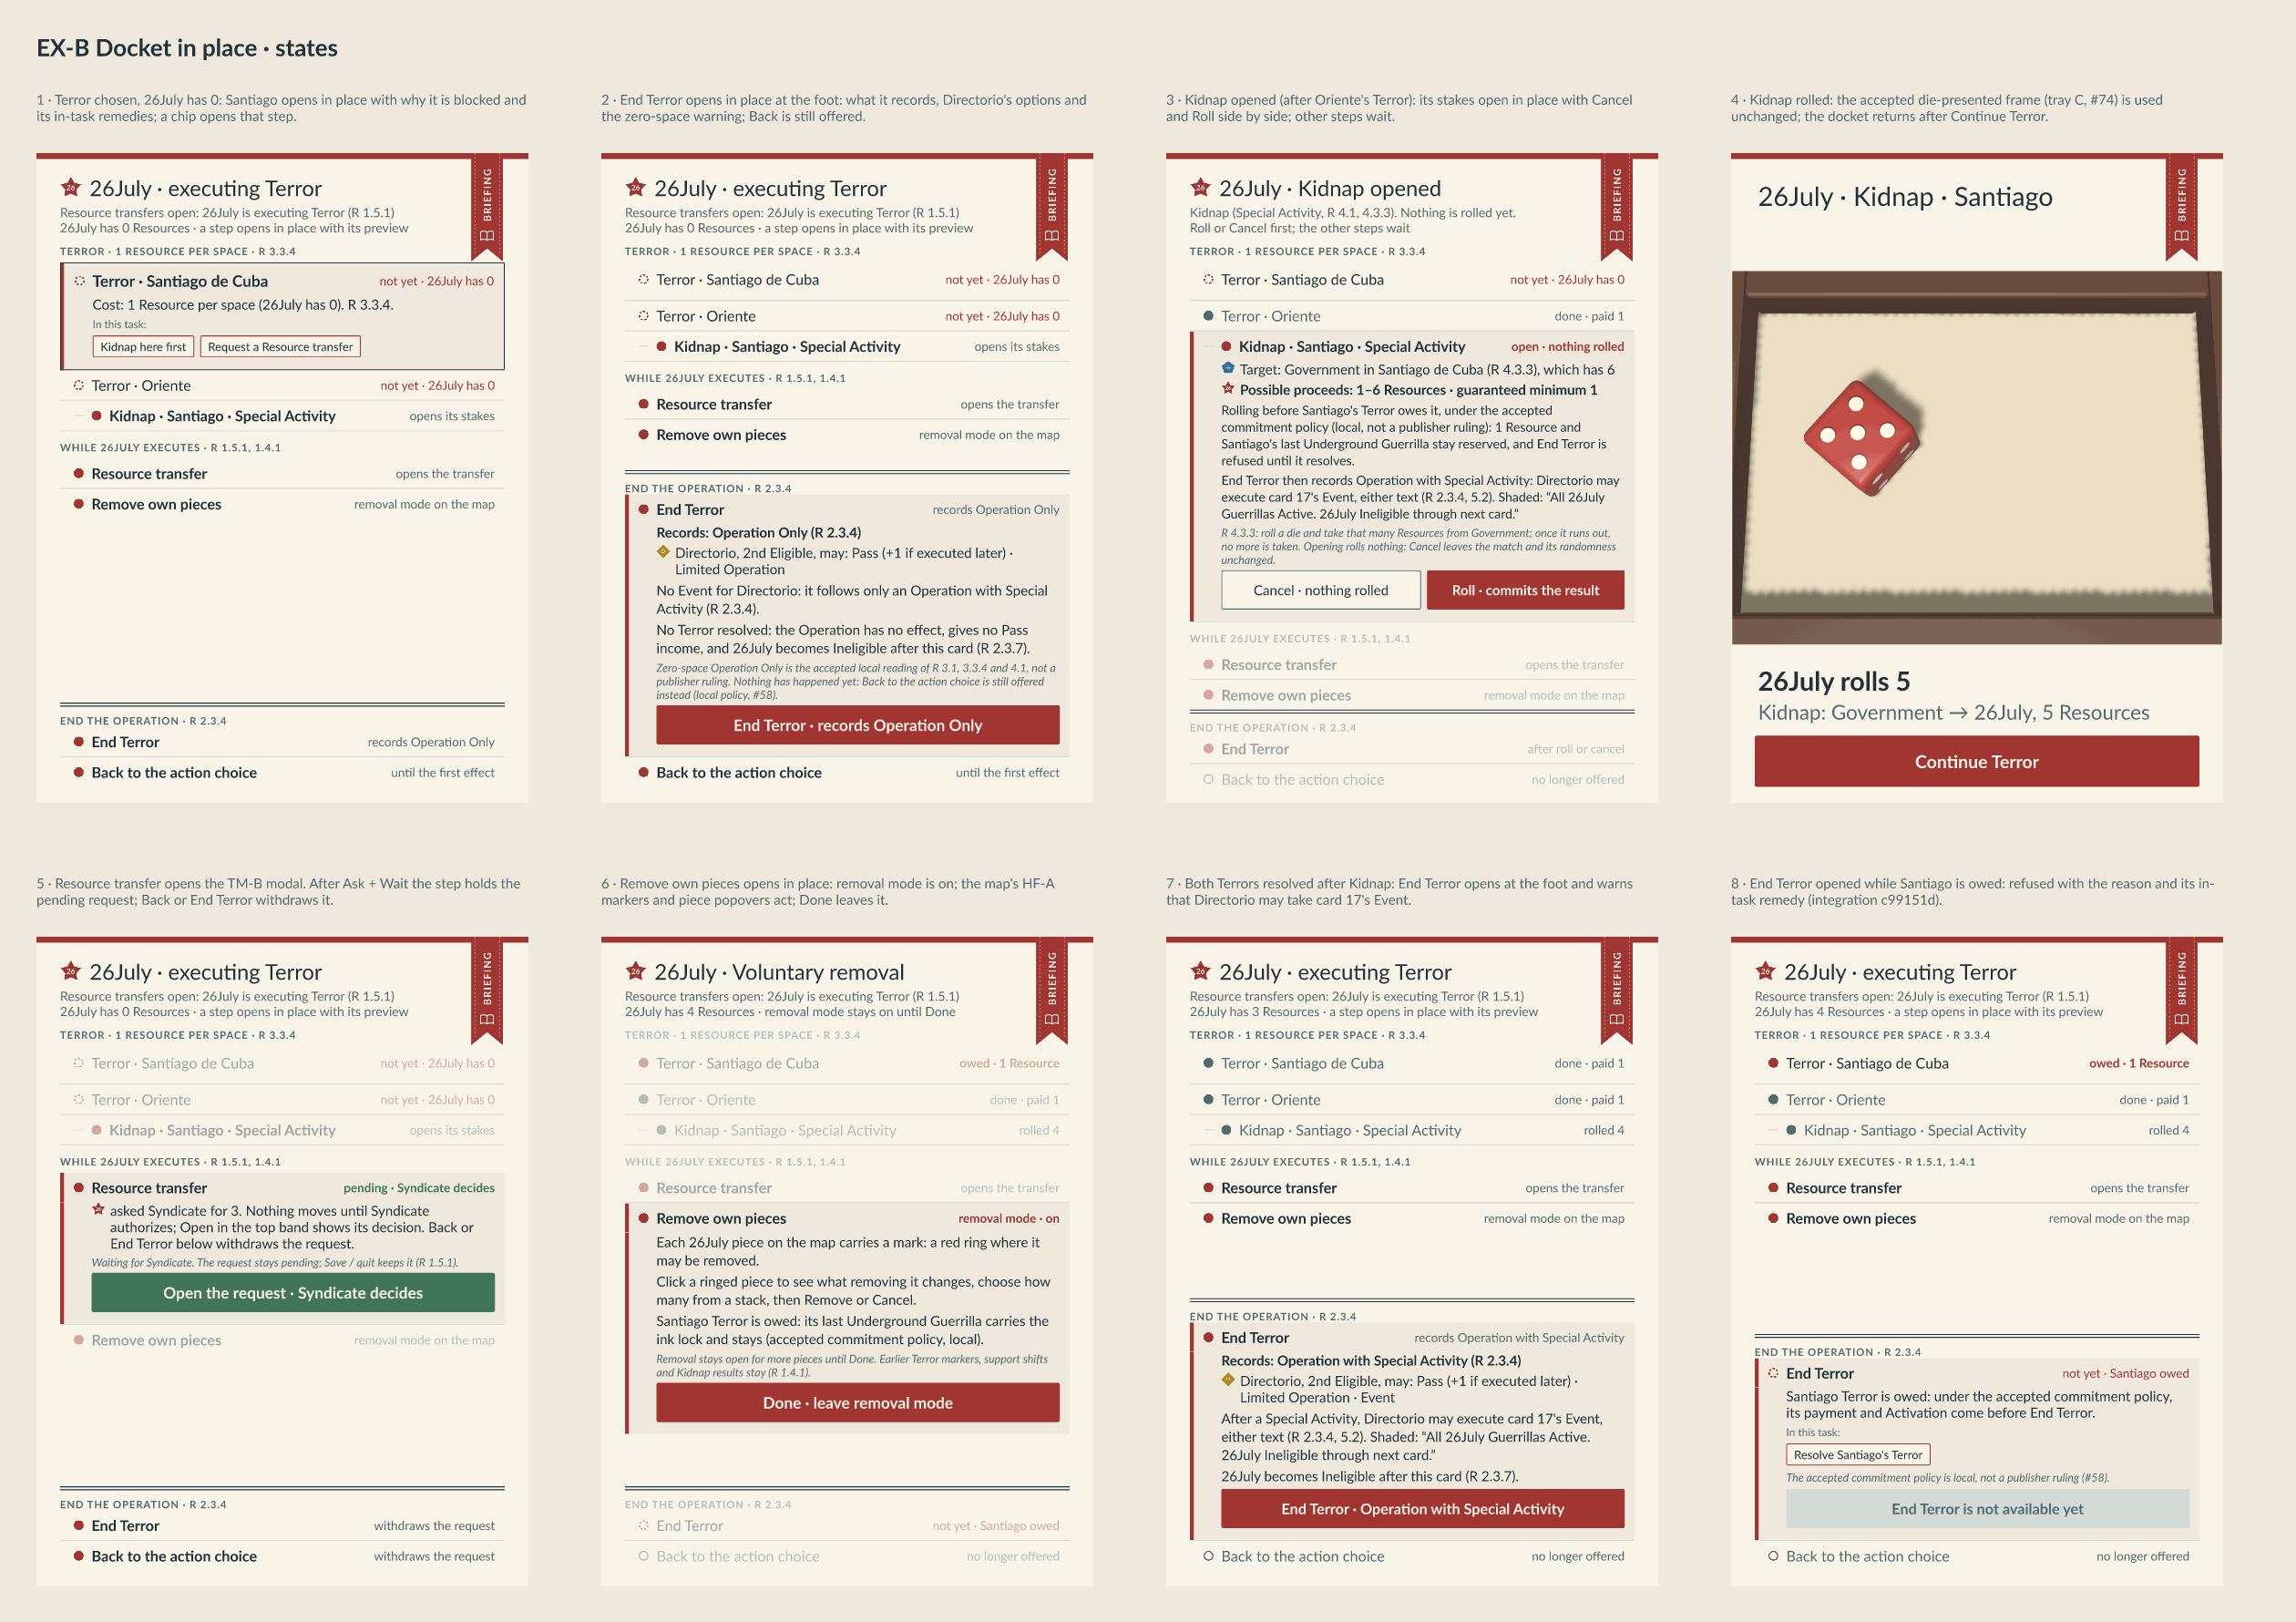 EX-B Docket in place · states
1 · Terror chosen, 26July has 0: Santiago opens in place with why it is blocked and
its in-task remedies; a chip opens that step.
26July · executing Terror
BRIEFING
Resource transfers open: 26July is executing Terror (R 1.5.1)
26July has 0 Resources · a step opens in place with its preview
TERROR · 1 RESOURCE PER SPACE · R 3.3.4
Terror · Santiago de Cuba not yet · 26July has 0
Cost: 1 Resource per space (26July has 0). R 3.3.4.
In this task:
Kidnap here first Request a Resource transfer
Terror · Oriente not yet · 26July has 0
Kidnap · Santiago · Special Activity opens its stakes
WHILE 26JULY EXECUTES · R 1.5.1, 1.4.1
Resource transfer opens the transfer
Remove own pieces removal mode on the map
END THE OPERATION · R 2.3.4
End Terror records Operation Only
Back to the action choice until the first effect
2 · End Terror opens in place at the foot: what it records, Directorio's options and
the zero-space warning; Back is still offered.
26July · executing Terror
BRIEFING
Resource transfers open: 26July is executing Terror (R 1.5.1)
26July has 0 Resources · a step opens in place with its preview
TERROR · 1 RESOURCE PER SPACE · R 3.3.4
Terror · Santiago de Cuba not yet · 26July has 0
Terror · Oriente not yet · 26July has 0
Kidnap · Santiago · Special Activity opens its stakes
WHILE 26JULY EXECUTES · R 1.5.1, 1.4.1
Resource transfer opens the transfer
Remove own pieces removal mode on the map
END THE OPERATION · R 2.3.4
End Terror records Operation Only
Records: Operation Only (R 2.3.4)
Directorio, 2nd Eligible, may: Pass (+1 if executed later) ·
Limited Operation
No Event for Directorio: it follows only an Operation with Special
Activity (R 2.3.4).
No Terror resolved: the Operation has no effect, gives no Pass
income, and 26July becomes Ineligible after this card (R 2.3.7).
Zero-space Operation Only is the accepted local reading of R 3.1, 3.3.4 and 4.1, not a
publisher ruling. Nothing has happened yet: Back to the action choice is still offered
instead (local policy, #58).
End Terror · records Operation Only
Back to the action choice until the first effect
3 · Kidnap opened (after Oriente's Terror): its stakes open in place with Cancel
and Roll side by side; other steps wait.
26July · Kidnap opened
BRIEFING
Kidnap (Special Activity, R 4.1, 4.3.3). Nothing is rolled yet.
Roll or Cancel first; the other steps wait
TERROR · 1 RESOURCE PER SPACE · R 3.3.4
Terror · Santiago de Cuba not yet · 26July has 0
Terror · Oriente done · paid 1
Kidnap · Santiago · Special Activity open · nothing rolled
Target: Government in Santiago de Cuba (R 4.3.3), which has 6
Possible proceeds: 1–6 Resources · guaranteed minimum 1
Rolling before Santiago's Terror owes it, under the accepted
commitment policy (local, not a publisher ruling): 1 Resource and
Santiago's last Underground Guerrilla stay reserved, and End Terror is
refused until it resolves.
End Terror then records Operation with Special Activity: Directorio may
execute card 17's Event, either text (R 2.3.4, 5.2). Shaded: “All 26July
Guerrillas Active. 26July Ineligible through next card.”
R 4.3.3: roll a die and take that many Resources from Government; once it runs out,
no more is taken. Opening rolls nothing: Cancel leaves the match and its randomness
unchanged.
Cancel · nothing rolled Roll · commits the result
WHILE 26JULY EXECUTES · R 1.5.1, 1.4.1
Resource transfer opens the transfer
Remove own pieces removal mode on the map
END THE OPERATION · R 2.3.4
End Terror after roll or cancel
Back to the action choice no longer offered
4 · Kidnap rolled: the accepted die-presented frame (tray C, #74) is used
unchanged; the docket returns after Continue Terror.
26July · Kidnap · Santiago
BRIEFING
26July rolls 5
Kidnap: Government → 26July, 5 Resources
Continue Terror
5 · Resource transfer opens the TM-B modal. After Ask + Wait the step holds the
pending request; Back or End Terror withdraws it.
26July · executing Terror
BRIEFING
Resource transfers open: 26July is executing Terror (R 1.5.1)
26July has 0 Resources · a step opens in place with its preview
TERROR · 1 RESOURCE PER SPACE · R 3.3.4
Terror · Santiago de Cuba not yet · 26July has 0
Terror · Oriente not yet · 26July has 0
Kidnap · Santiago · Special Activity opens its stakes
WHILE 26JULY EXECUTES · R 1.5.1, 1.4.1
Resource transfer pending · Syndicate decides
asked Syndicate for 3. Nothing moves until Syndicate
authorizes; Open in the top band shows its decision. Back or
End Terror below withdraws the request.
Waiting for Syndicate. The request stays pending; Save / quit keeps it (R 1.5.1).
Open the request · Syndicate decides
Remove own pieces removal mode on the map
END THE OPERATION · R 2.3.4
End Terror withdraws the request
Back to the action choice withdraws the request
6 · Remove own pieces opens in place: removal mode is on; the map's HF-A
markers and piece popovers act; Done leaves it.
26July · Voluntary removal
BRIEFING
Resource transfers open: 26July is executing Terror (R 1.5.1)
26July has 4 Resources · removal mode stays on until Done
TERROR · 1 RESOURCE PER SPACE · R 3.3.4
Terror · Santiago de Cuba owed · 1 Resource
Terror · Oriente done · paid 1
Kidnap · Santiago · Special Activity rolled 4
WHILE 26JULY EXECUTES · R 1.5.1, 1.4.1
Resource transfer opens the transfer
Remove own pieces removal mode · on
Each 26July piece on the map carries a mark: a red ring where it
may be removed.
Click a ringed piece to see what removing it changes, choose how
many from a stack, then Remove or Cancel.
Santiago Terror is owed: its last Underground Guerrilla carries the
ink lock and stays (accepted commitment policy, local).
Removal stays open for more pieces until Done. Earlier Terror markers, support shifts
and Kidnap results stay (R 1.4.1).
Done · leave removal mode
END THE OPERATION · R 2.3.4
End Terror not yet · Santiago owed
Back to the action choice no longer offered
7 · Both Terrors resolved after Kidnap: End Terror opens at the foot and warns
that Directorio may take card 17's Event.
26July · executing Terror
BRIEFING
Resource transfers open: 26July is executing Terror (R 1.5.1)
26July has 3 Resources · a step opens in place with its preview
TERROR · 1 RESOURCE PER SPACE · R 3.3.4
Terror · Santiago de Cuba done · paid 1
Terror · Oriente done · paid 1
Kidnap · Santiago · Special Activity rolled 4
WHILE 26JULY EXECUTES · R 1.5.1, 1.4.1
Resource transfer opens the transfer
Remove own pieces removal mode on the map
END THE OPERATION · R 2.3.4
End Terror records Operation with Special Activity
Records: Operation with Special Activity (R 2.3.4)
Directorio, 2nd Eligible, may: Pass (+1 if executed later) ·
Limited Operation · Event
After a Special Activity, Directorio may execute card 17's Event,
either text (R 2.3.4, 5.2). Shaded: “All 26July Guerrillas Active.
26July Ineligible through next card.”
26July becomes Ineligible after this card (R 2.3.7).
End Terror · Operation with Special Activity
Back to the action choice no longer offered
8 · End Terror opened while Santiago is owed: refused with the reason and its in-
task remedy (integration c99151d).
26July · executing Terror
BRIEFING
Resource transfers open: 26July is executing Terror (R 1.5.1)
26July has 4 Resources · a step opens in place with its preview
TERROR · 1 RESOURCE PER SPACE · R 3.3.4
Terror · Santiago de Cuba owed · 1 Resource
Terror · Oriente done · paid 1
Kidnap · Santiago · Special Activity rolled 4
WHILE 26JULY EXECUTES · R 1.5.1, 1.4.1
Resource transfer opens the transfer
Remove own pieces removal mode on the map
END THE OPERATION · R 2.3.4
End Terror not yet · Santiago owed
Santiago Terror is owed: under the accepted commitment policy,
its payment and Activation come before End Terror.
In this task:
Resolve Santiago's Terror
The accepted commitment policy is local, not a publisher ruling (#58).
End Terror is not available yet
Back to the action choice no longer offered